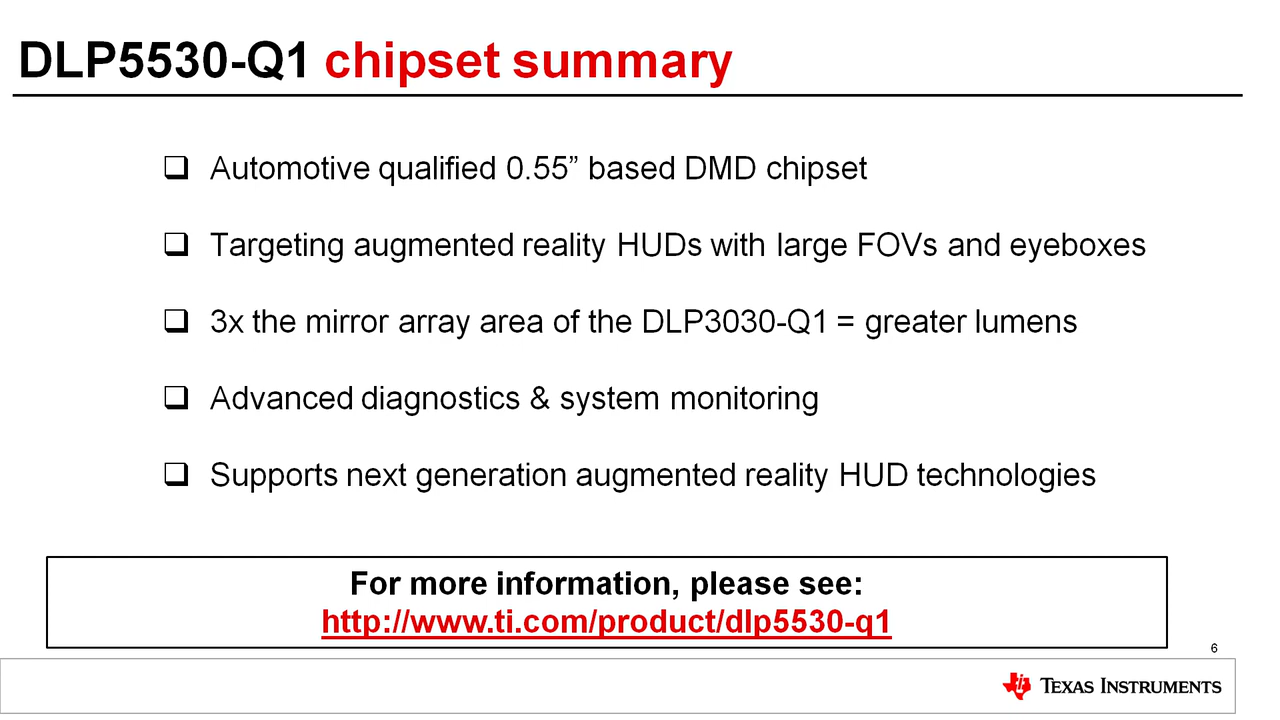 DLP5530-Q1 chipset summary
❑ Automotive qualified 0.55” based DMD chipset
❑ Targeting augmented reality HUDs with large FOVs and eyeboxes
❑ 3x the mirror array area of the DLP3030-Q1 = greater lumens
❑ Advanced diagnostics & system monitoring
❑ Supports next generation augmented reality HUD technologies
For more information, please see:
http://www.ti.com/product/dlp5530-q1
6
TEXAS INSTRUMENTS